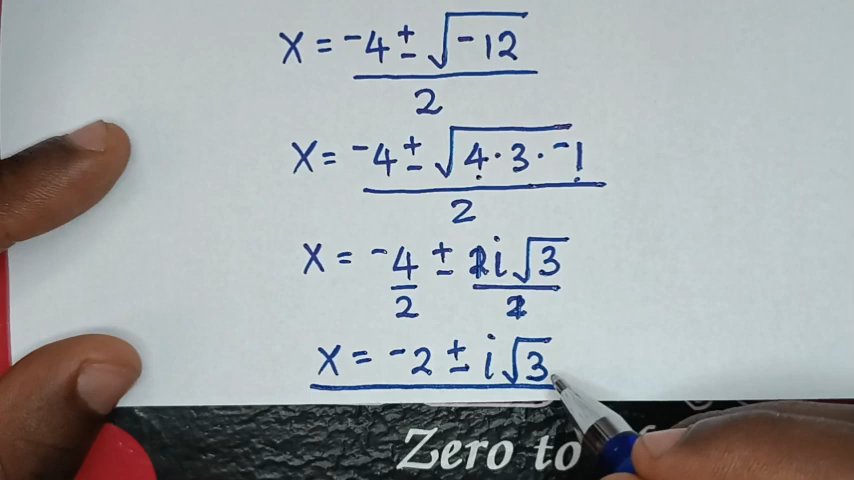 x = -4 ± √-12
2
x = -4 ± √4 · 3 · -1
2
x = -4 ± 2i√3
2 2
x = -2 ± i√3
Zero to